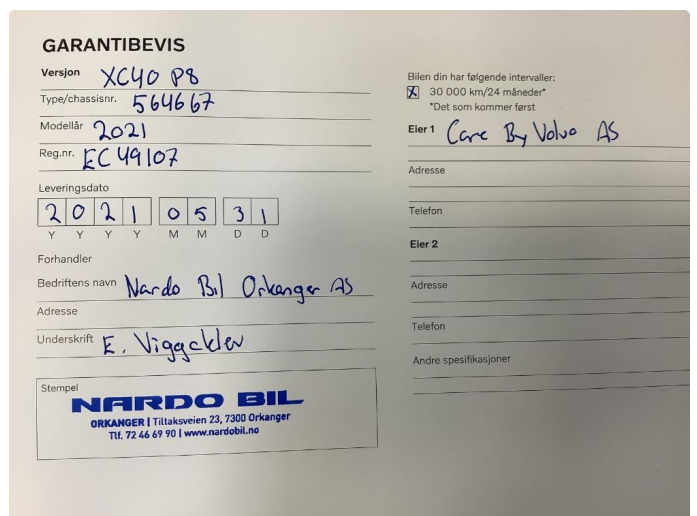 GARANTIBEVIS
Versjon XC40 P8
Type/chassisnr. 564667
Modellår 2021
Reg.nr. EC49107
Leveringsdato
2 0 2 1 0 5 3 1
Y Y Y Y M M D D
Forhandler
Bedriftens navn Nardo Bil Orkanger AS
Adresse
Underskrift E. Viggaklev
Stempel
NARDO BIL
ORKANGER | Tiltaksveien 23, 7300 Orkanger
Tlf. 72 46 69 90 | www.nardobil.no
Bilen din har følgende intervaller:
X 30 000 km/24 måneder*
*Det som kommer først
Eier 1 Care By Volvo AS
Adresse
Telefon
Eier 2
Adresse
Telefon
Andre spesifikasjoner